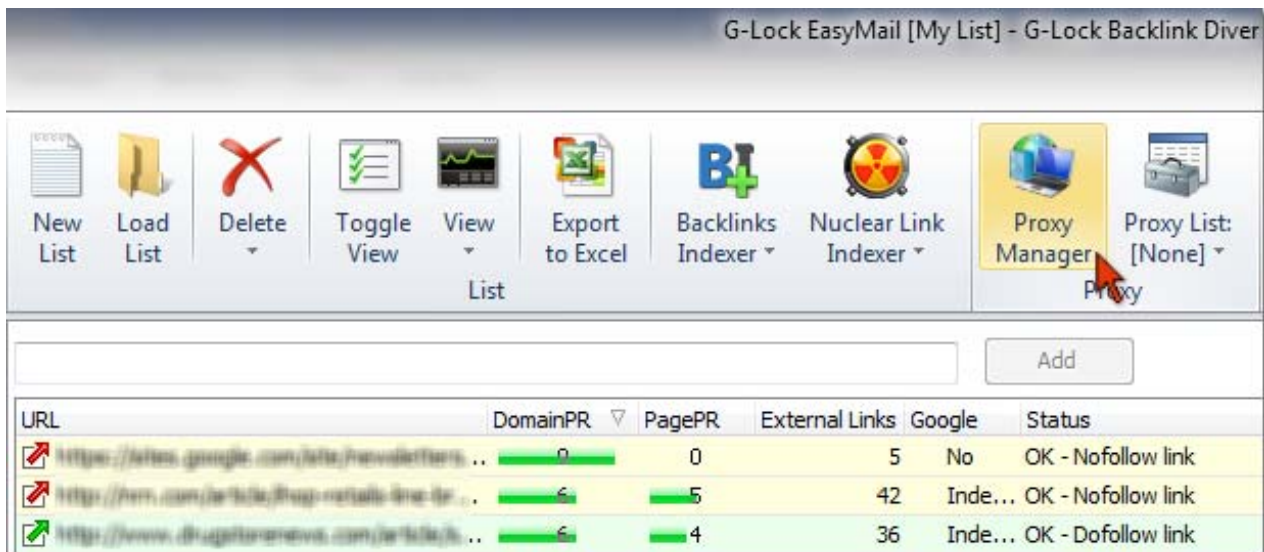 G-Lock EasyMail [My List] - G-Lock Backlink Diver
New List
Load List
Delete
Toggle View
View
Export to Excel
Backlinks Indexer
Nuclear Link Indexer
Proxy Manager
Proxy List: [None]
List
Proxy
Add
URL DomainPR PagePR External Links Google Status
9 0 5 No OK - Nofollow link
6 5 42 Inde... OK - Nofollow link
6 4 36 Inde... OK - Dofollow link